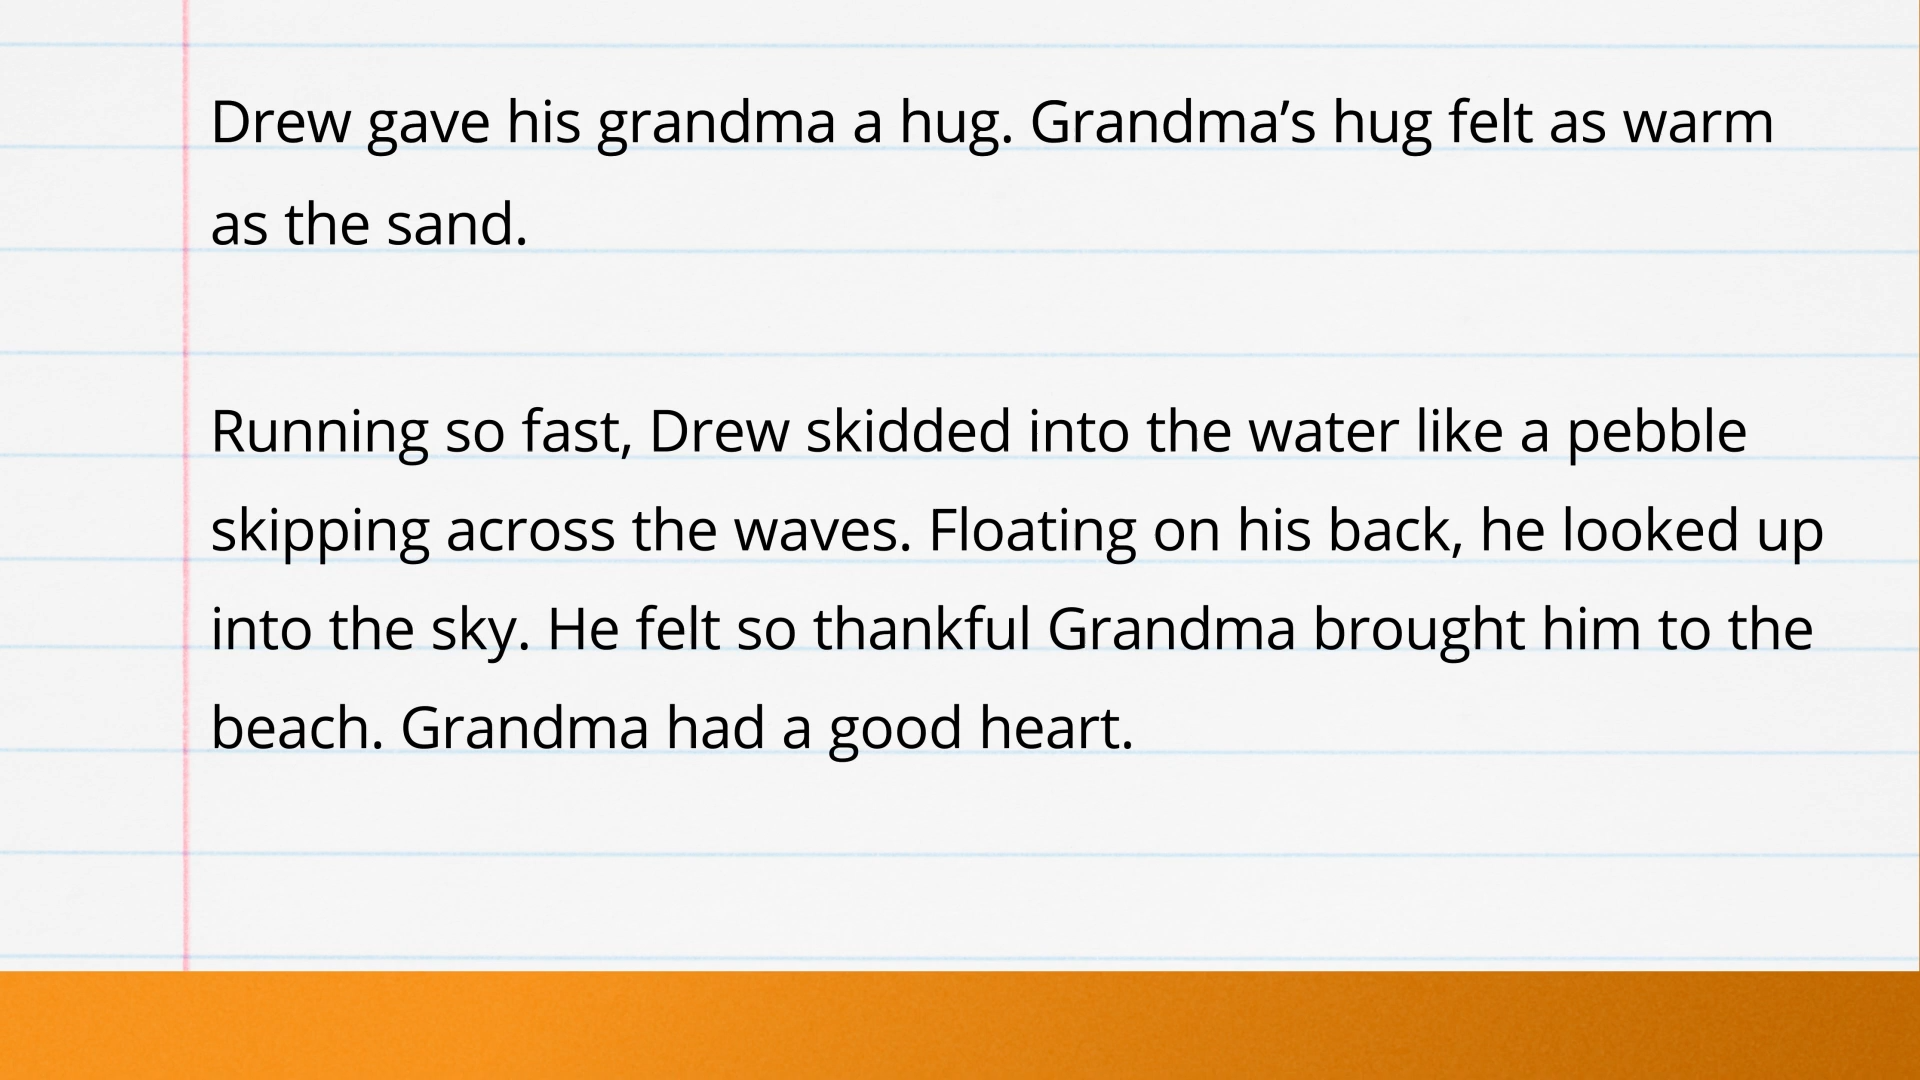 Drew gave his grandma a hug. Grandma’s hug felt as warm
as the sand.
Running so fast, Drew skidded into the water like a pebble
skipping across the waves. Floating on his back, he looked up
into the sky. He felt so thankful Grandma brought him to the
beach. Grandma had a good heart.